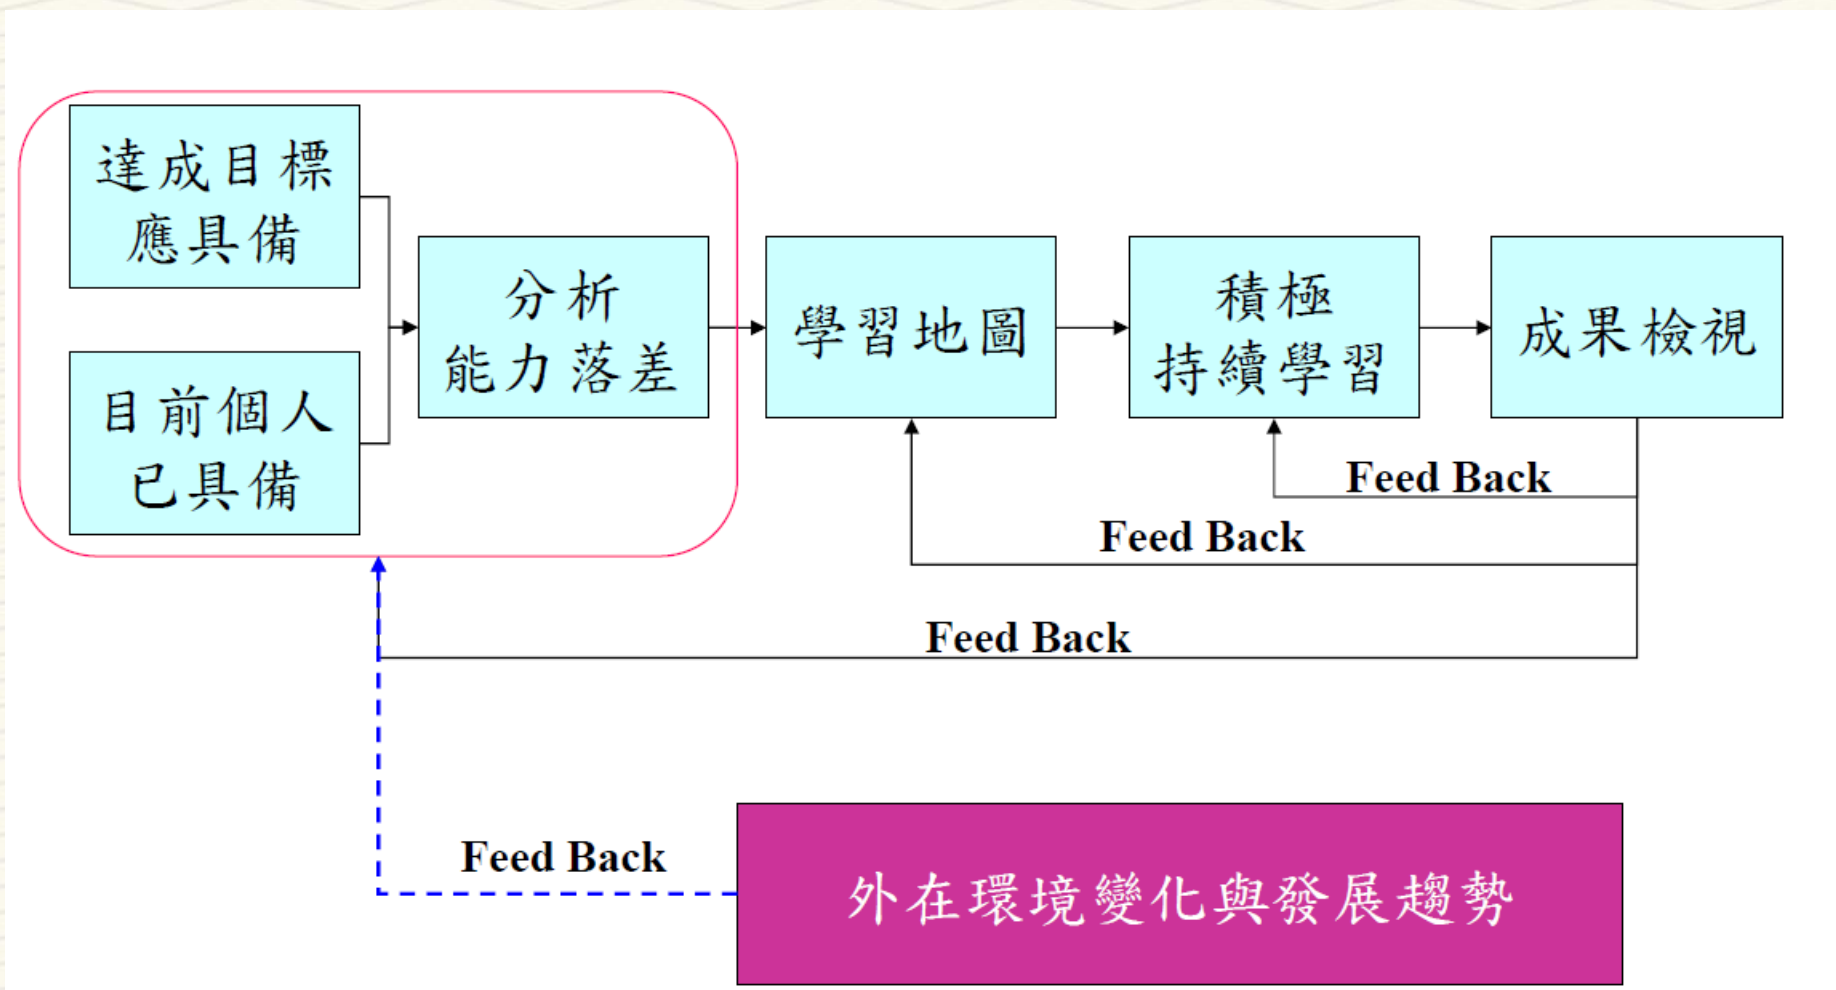 達成目標
應具備
目前個人
已具備
分析
能力落差
學習地圖
積極
持續學習
成果檢視
Feed Back
Feed Back
Feed Back
Feed Back
外在環境變化與發展趨勢